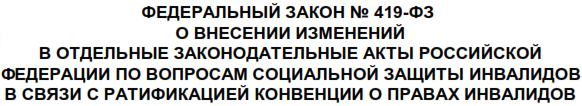 ФЕДЕРАЛЬНЫЙ ЗАКОН № 419-ФЗ
О ВНЕСЕНИИ ИЗМЕНЕНИЙ
В ОТДЕЛЬНЫЕ ЗАКОНОДАТЕЛЬНЫЕ АКТЫ РОССИЙСКОЙ
ФЕДЕРАЦИИ ПО ВОПРОСАМ СОЦИАЛЬНОЙ ЗАЩИТЫ ИНВАЛИДОВ
В СВЯЗИ С РАТИФИКАЦИЕЙ КОНВЕНЦИИ О ПРАВАХ ИНВАЛИДОВ